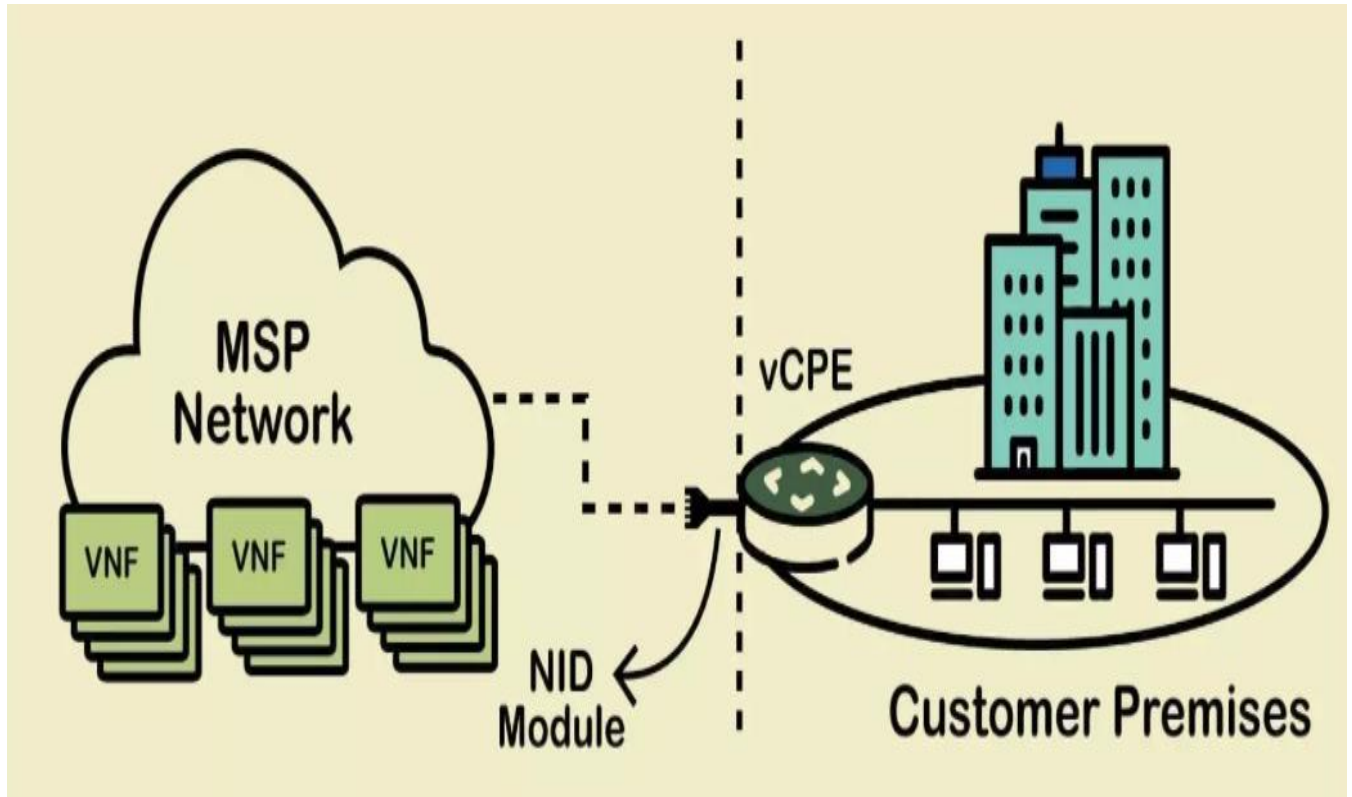 MSP
Network
VNF
VNF
VNF
NID
Module
vCPE
Customer Premises